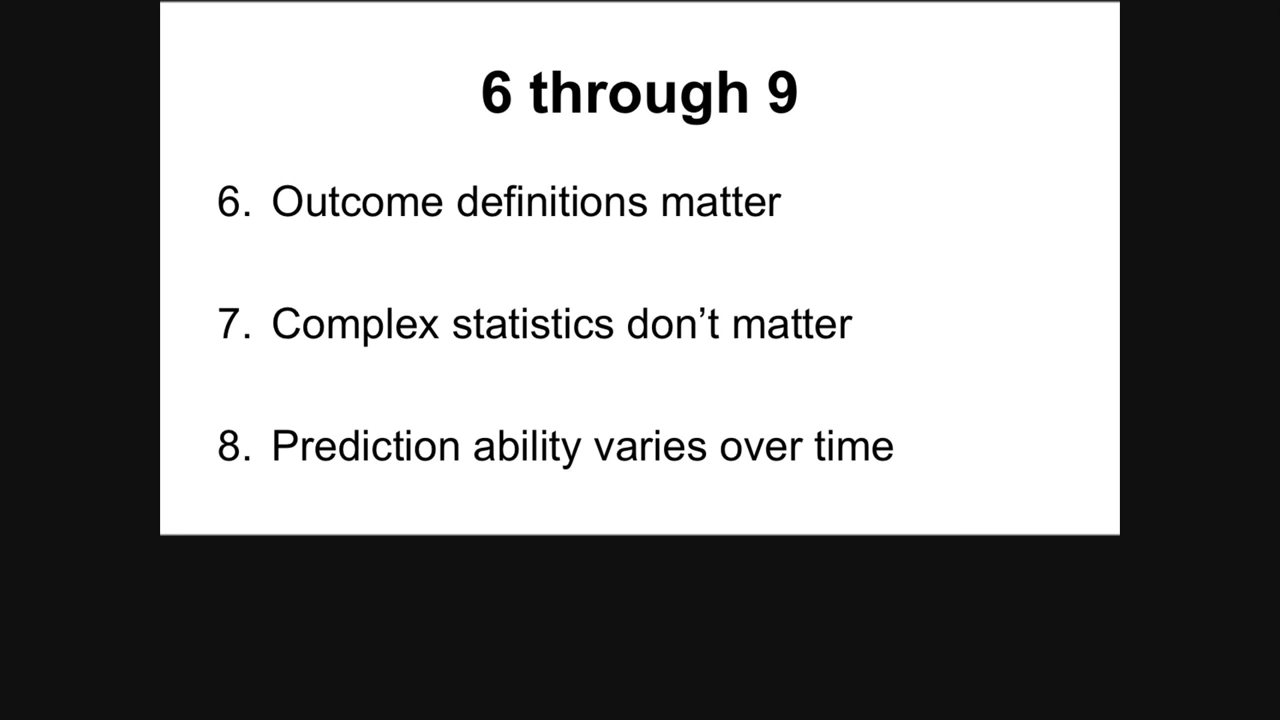 6 through 9
6. Outcome definitions matter
7. Complex statistics don’t matter
8. Prediction ability varies over time